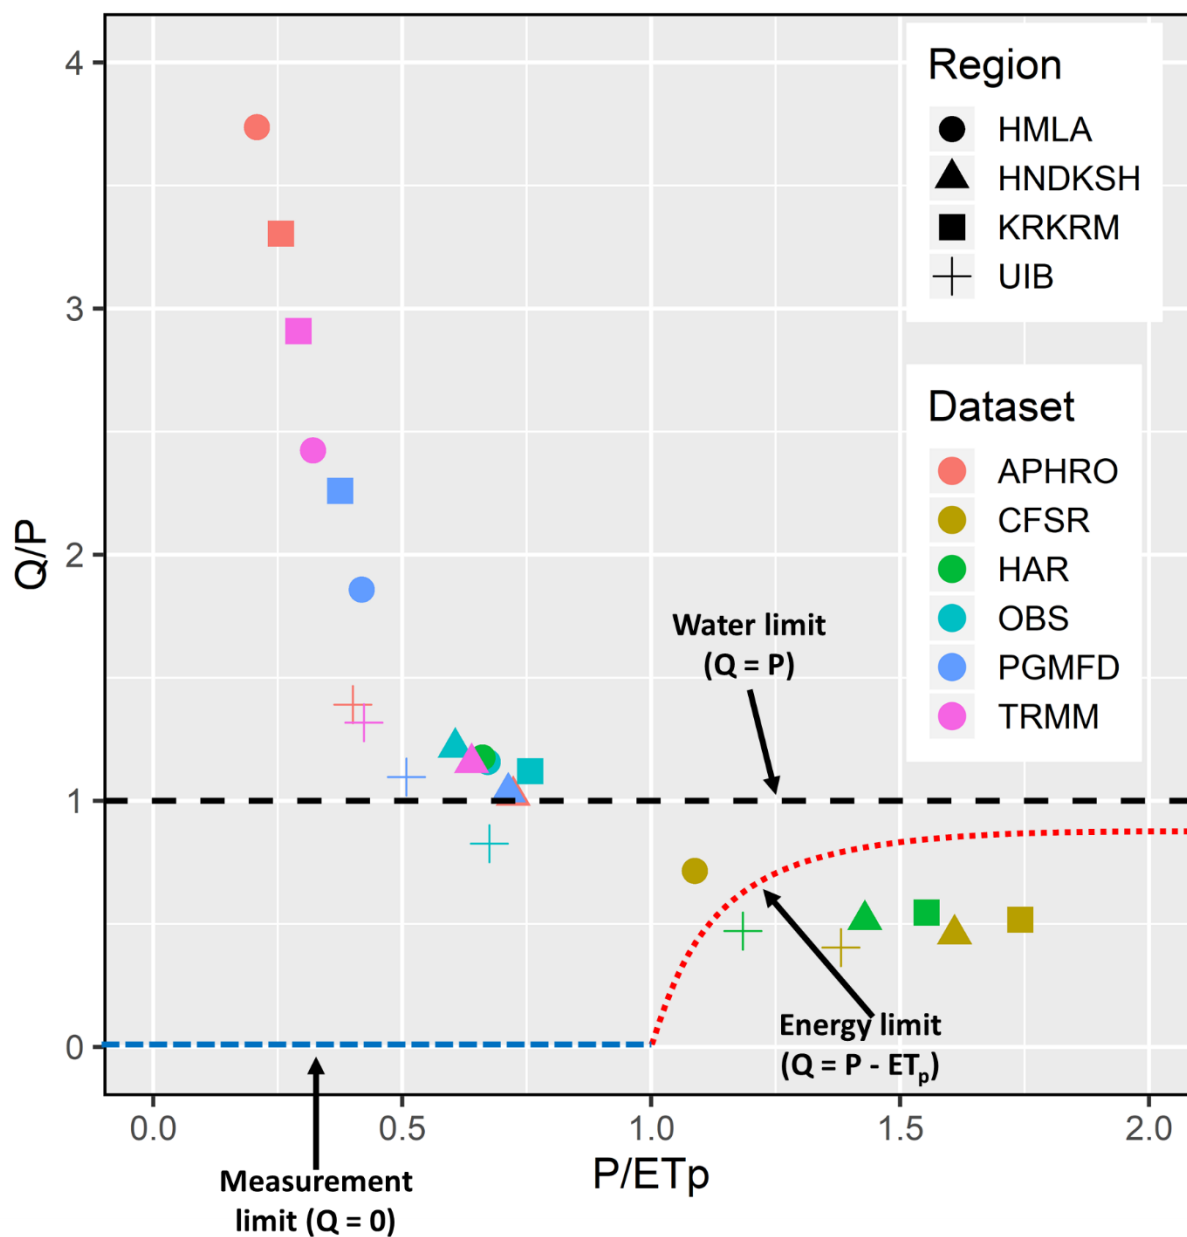 Region
HMLA
HNDKSH
KRKRM
UIB
Dataset
APHRO
CFSR
HAR
OBS
PGMFD
TRMM
4
3
2
1
0
Q/P
Water limit
(Q = P)
Energy limit
(Q = P - ETp)
0.0
0.5
1.0
1.5
2.0
P/ETp
Measurement
limit (Q = 0)